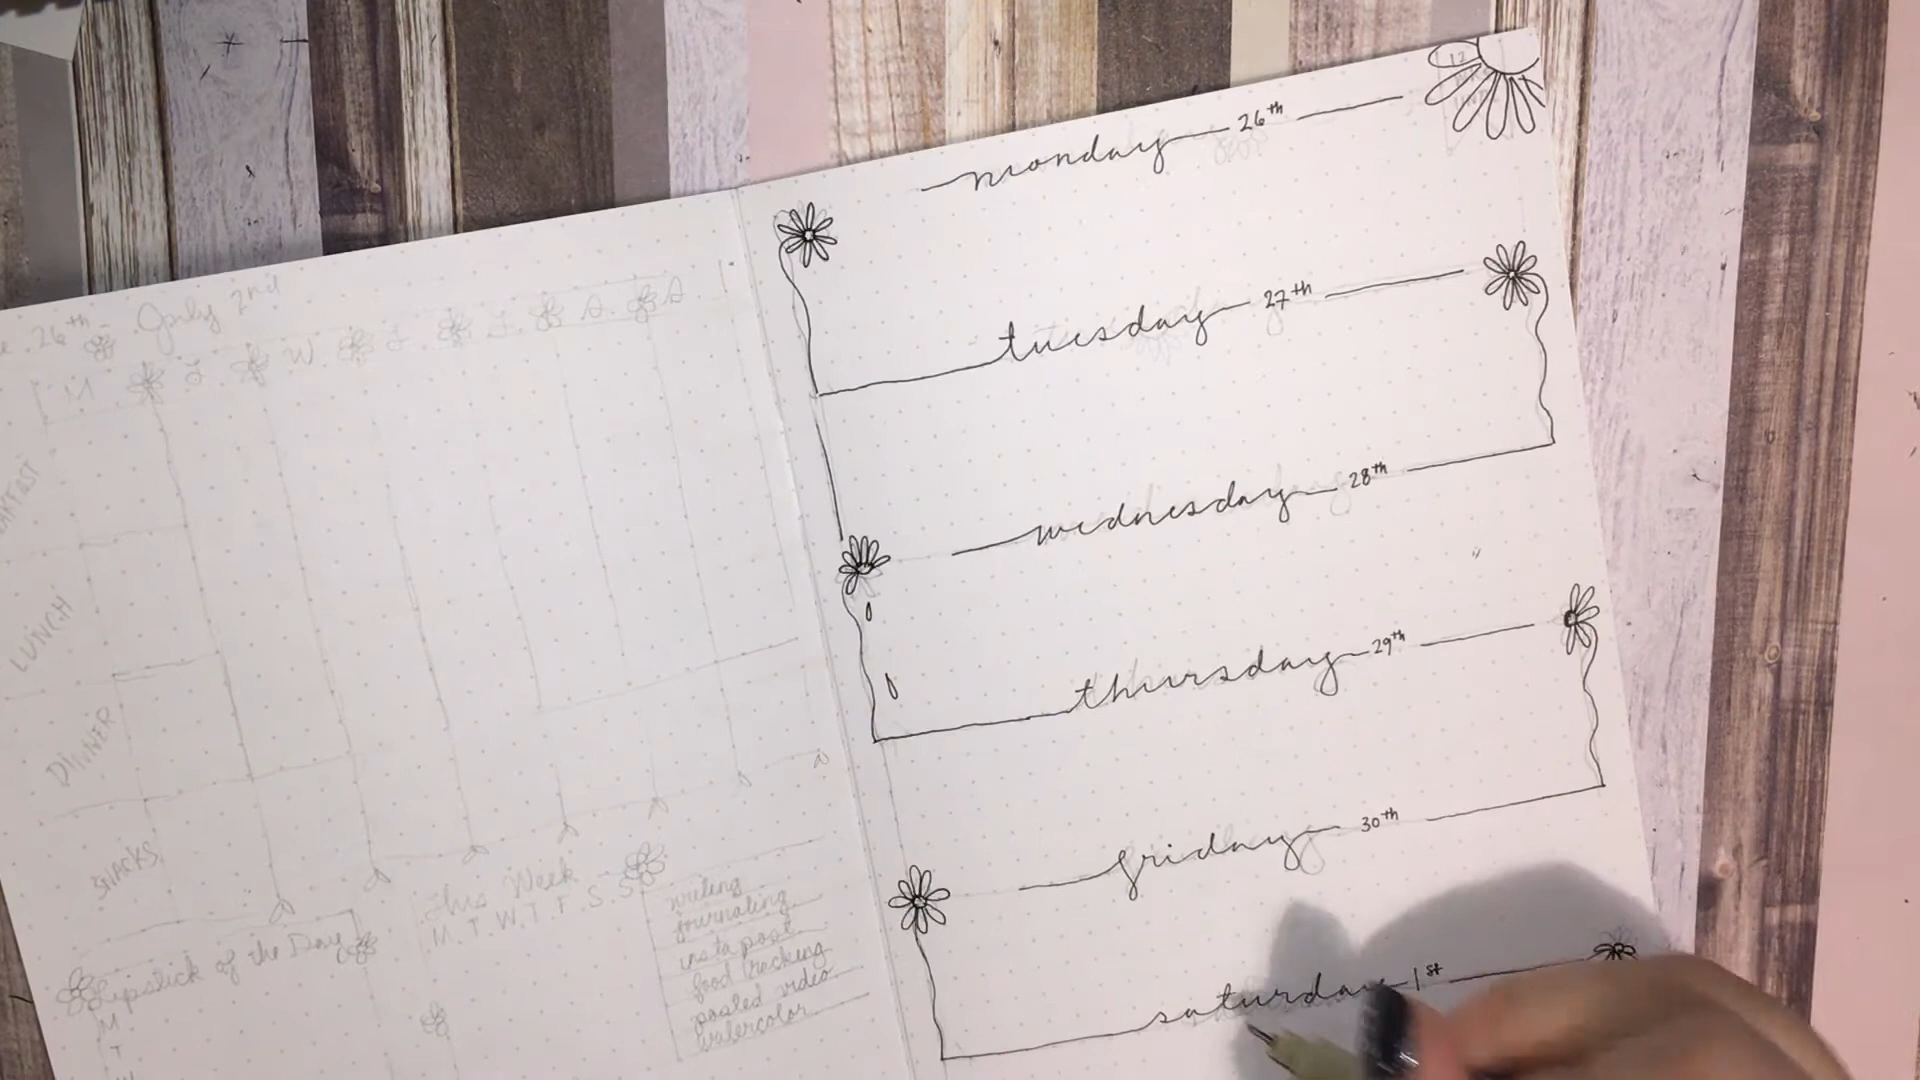 26th - July 2nd
M T W T F S S
LUNCH
DINNER
SNACKS
This Week
M. T. W. T. F. S. S
writing
journaling
insta post
food tracking
posted video
watercolor
Lipstick of the Day
M
T
monday 26th
tuesday 27th
wednesday 28th
thursday 29th
friday 30th
saturday 1st